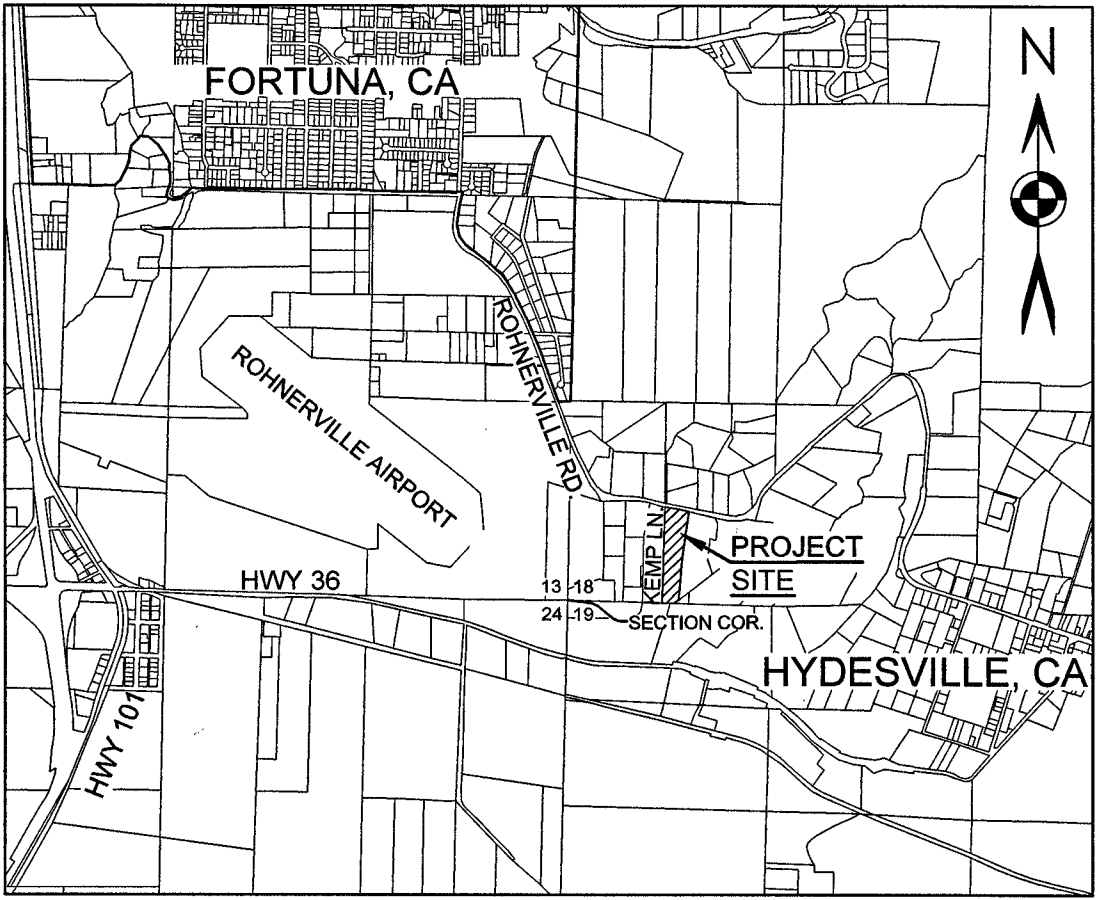 N
FORTUNA, CA
ROHNERVILLE RD.
ROHNERVILLE AIRPORT
KEMP LN
PROJECT
SITE
HWY 36
13 18
24 19
SECTION COR.
HYDESVILLE, CA
HWY 101